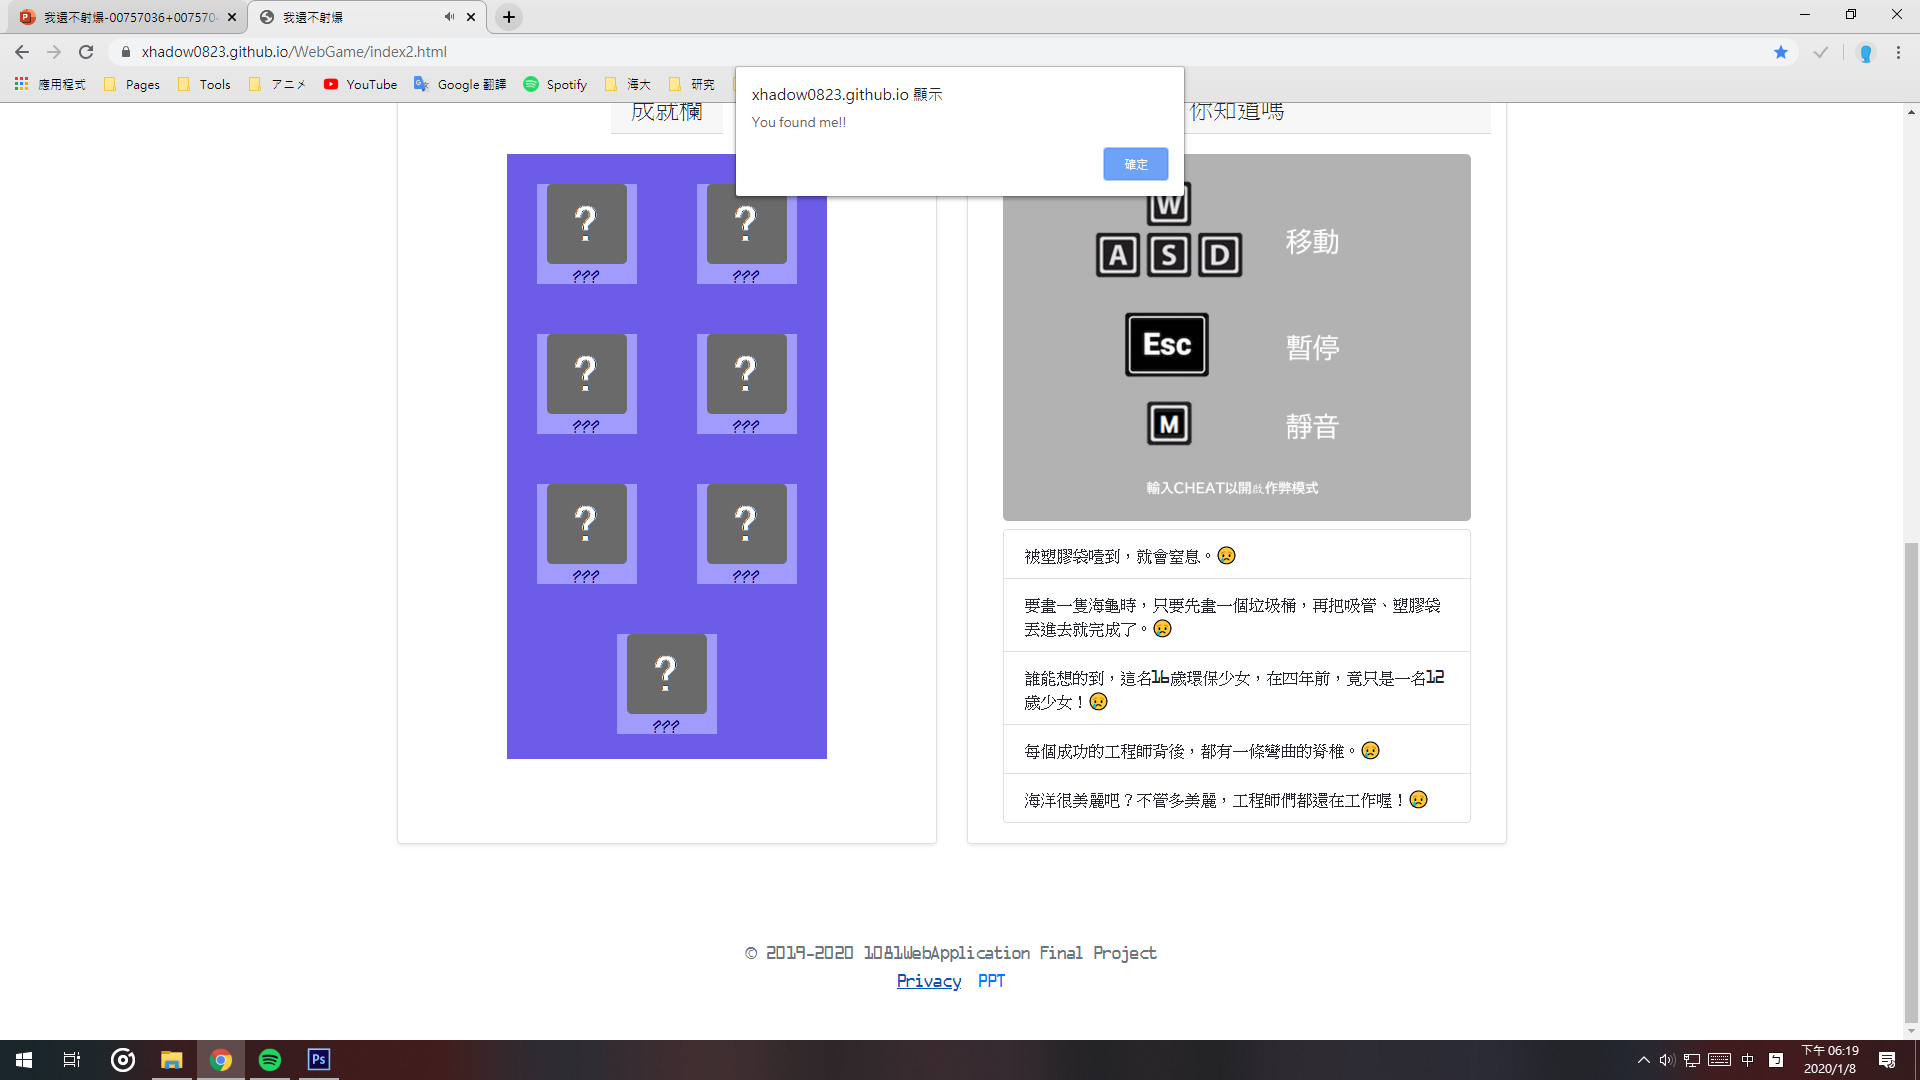 我還不射爆-00757036+007570
我還不射爆
xhadow0823.github.io/WebGame/index2.html
應用程式
Pages
Tools
アニメ
YouTube
Google 翻譯
Spotify
海大
研究
xhadow0823.github.io 顯示
You found me!!
確定
成就欄
你知道嗎
?
?
???
???
?
?
???
???
?
?
???
???
?
???
W
A S D
移動
Esc
暫停
M
靜音
輸入CHEAT以開啟作弊模式
被塑膠袋噎到，就會窒息。😥
要畫一隻海龜時，只要先畫一個垃圾桶，再把吸管、塑膠袋
丟進去就完成了。😥
誰能想的到，這名16歲環保少女，在四年前，竟只是一名12
歲少女！😥
每個成功的工程師背後，都有一條彎曲的脊椎。😥
海洋很美麗吧？不管多美麗，工程師們都還在工作喔！😥
© 2019-2020 1081WebApplication Final Project
Privacy PPT
Ps
中
下午 06:19
2020/1/8